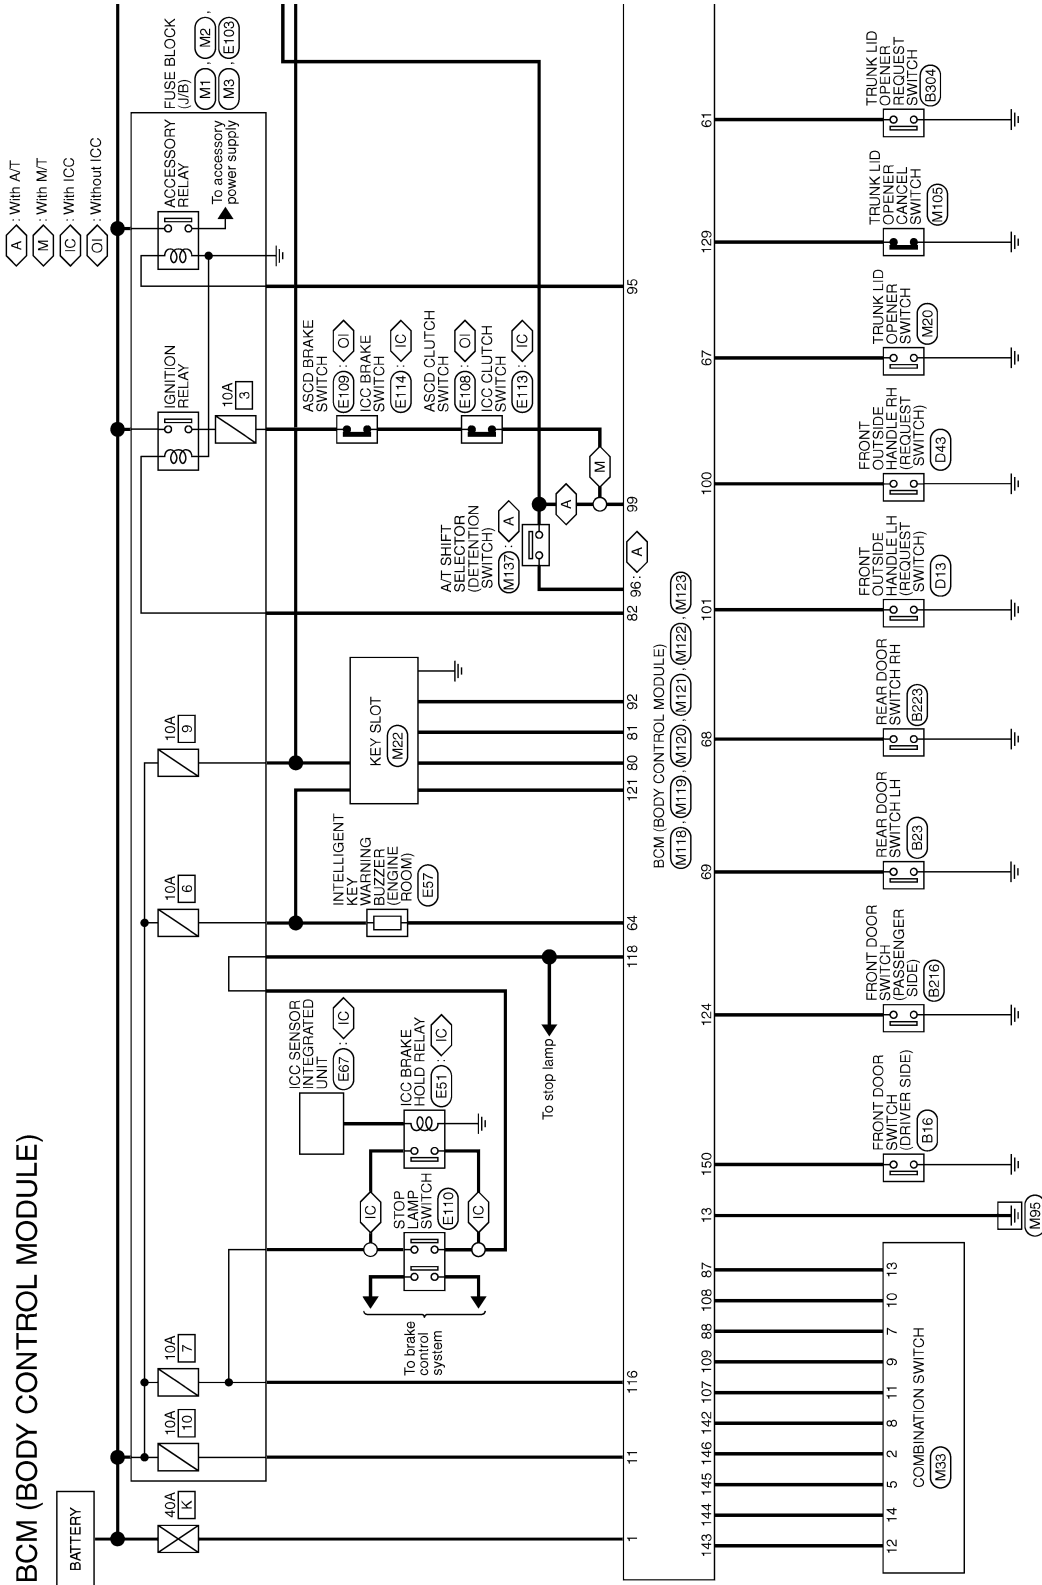 BCM (BODY CONTROL MODULE)
A : With A/T
M : With M/T
IC : With ICC
OI : Without ICC
BATTERY
40A
K
10A
10
10A
7
10A
6
10A
9
IGNITION
RELAY
10A
3
ACCESSORY
RELAY
To accessory
power supply
FUSE BLOCK
(J/B)
M1 , M2 ,
M3 , E103
To brake
control
system
STOP
LAMP
SWITCH
E110
IC
IC
ICC SENSOR
INTEGRATED
UNIT
E67 : IC
ICC BRAKE
HOLD RELAY
E51 : IC
To stop lamp
INTELLIGENT
KEY
WARNING
BUZZER
(ENGINE
ROOM)
E57
KEY SLOT
M22
A/T SHIFT
SELECTOR
(DETENTION
SWITCH)
M137 : A
ASCD BRAKE
SWITCH
E109 : OI
ICC BRAKE
SWITCH
E114 : IC
ASCD CLUTCH
SWITCH
E108 : OI
ICC CLUTCH
SWITCH
E113 : IC
A
M
1
11
116
118
64
121
80
81
92
82
96 : A
99
95
BCM (BODY CONTROL MODULE)
M118 , M119 , M120 , M121 , M122 , M123
143
144
145
146
142
107
109
88
108
87
13
150
124
69
68
101
100
67
129
61
12
14
5
2
8
11
9
7
10
13
COMBINATION SWITCH
M33
M95
FRONT DOOR
SWITCH
(DRIVER SIDE)
B16
FRONT DOOR
SWITCH
(PASSENGER
SIDE)
B216
REAR DOOR
SWITCH LH
B23
REAR DOOR
SWITCH RH
B223
FRONT
OUTSIDE
HANDLE LH
(REQUEST
SWITCH)
D13
FRONT
OUTSIDE
HANDLE RH
(REQUEST
SWITCH)
D43
TRUNK LID
OPENER
SWITCH
M20
TRUNK LID
OPENER
CANCEL
SWITCH
M105
TRUNK LID
OPENER
REQUEST
SWITCH
B304